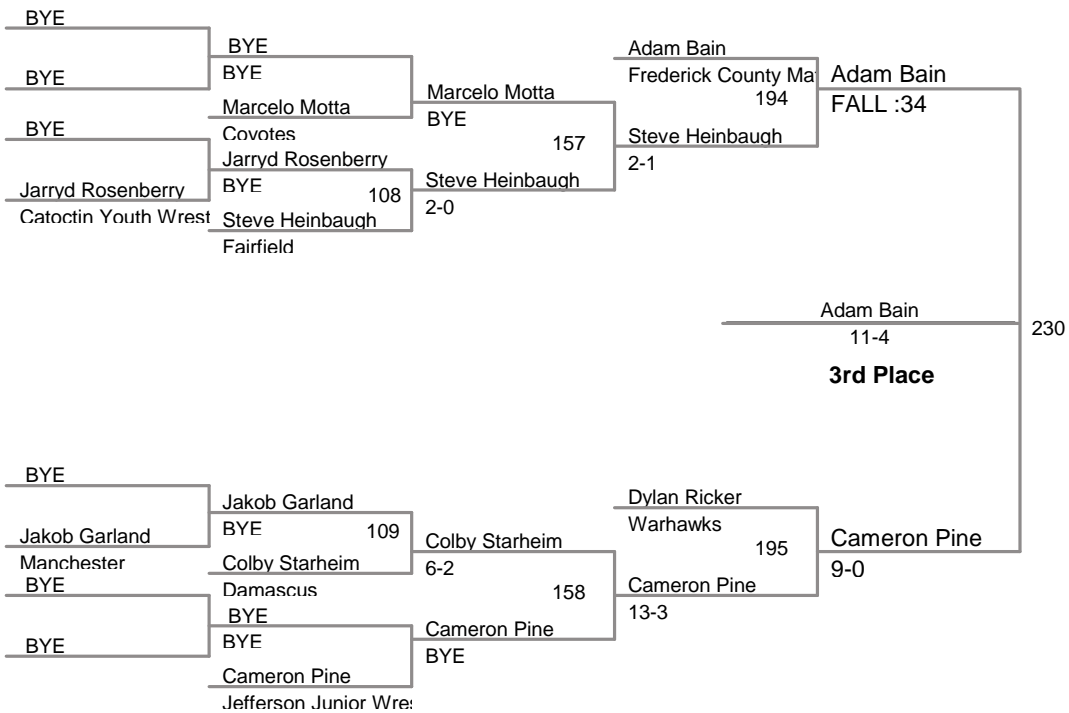 BYE
BYE
BYE
BYE
Marcelo Motta
Coyotes
BYE
Jarryd Rosenberry
BYE
108
Jarryd Rosenberry
Catoctin Youth Wrest
Steve Heinbaugh
Fairfield
Marcelo Motta
BYE
157
Steve Heinbaugh
2-0
Adam Bain
Frederick County Ma
194
Steve Heinbaugh
2-1
Adam Bain
FALL :34
Adam Bain
11-4
3rd Place
230
BYE
Jakob Garland
BYE
109
Jakob Garland
Manchester
Colby Starheim
Damascus
BYE
BYE
BYE
BYE
Cameron Pine
Jefferson Junior Wres
Colby Starheim
6-2
158
Cameron Pine
BYE
Dylan Ricker
Warhawks
195
Cameron Pine
13-3
Cameron Pine
9-0